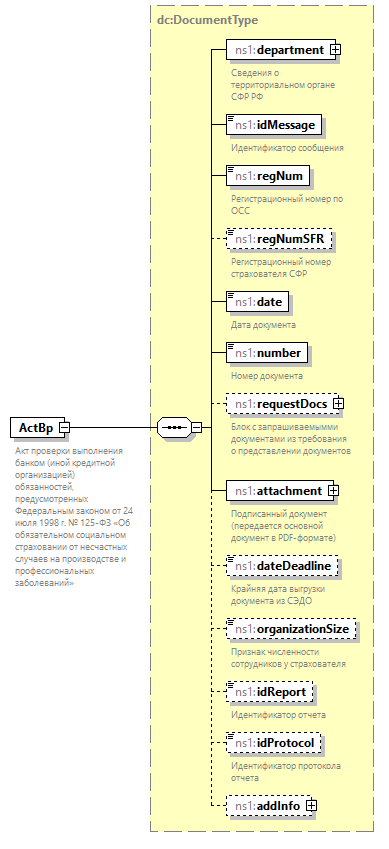 dc:DocumentType
ns1:department
Сведения о
территориальном органе
СФР РФ
ns1:idMessage
Идентификатор сообщения
ns1:regNum
Регистрационный номер по
ОСС
ns1:regNumSFR
Регистрационный номер
страхователя СФР
ns1:date
Дата документа
ns1:number
Номер документа
ns1:requestDocs
Блок с запрашиваемымми
документами из требования
о представлении документов
ActBp
Акт проверки выполнения
банком (иной кредитной
организацией)
обязанностей,
предусмотренных
Федеральным законом от 24
июля 1998 г. № 125-ФЗ «Об
обязательном социальном
страховании от несчастных
случаев на производстве и
профессиональных
заболеваний»
ns1:attachment
Подписанный документ
(передается основной
документ в PDF-формате)
ns1:dateDeadline
Крайняя дата выгрузки
документа из СЭДО
ns1:organizationSize
Признак численности
сотрудников у страхователя
ns1:idReport
Идентификатор отчета
ns1:idProtocol
Идентификатор протокола
отчета
ns1:addInfo